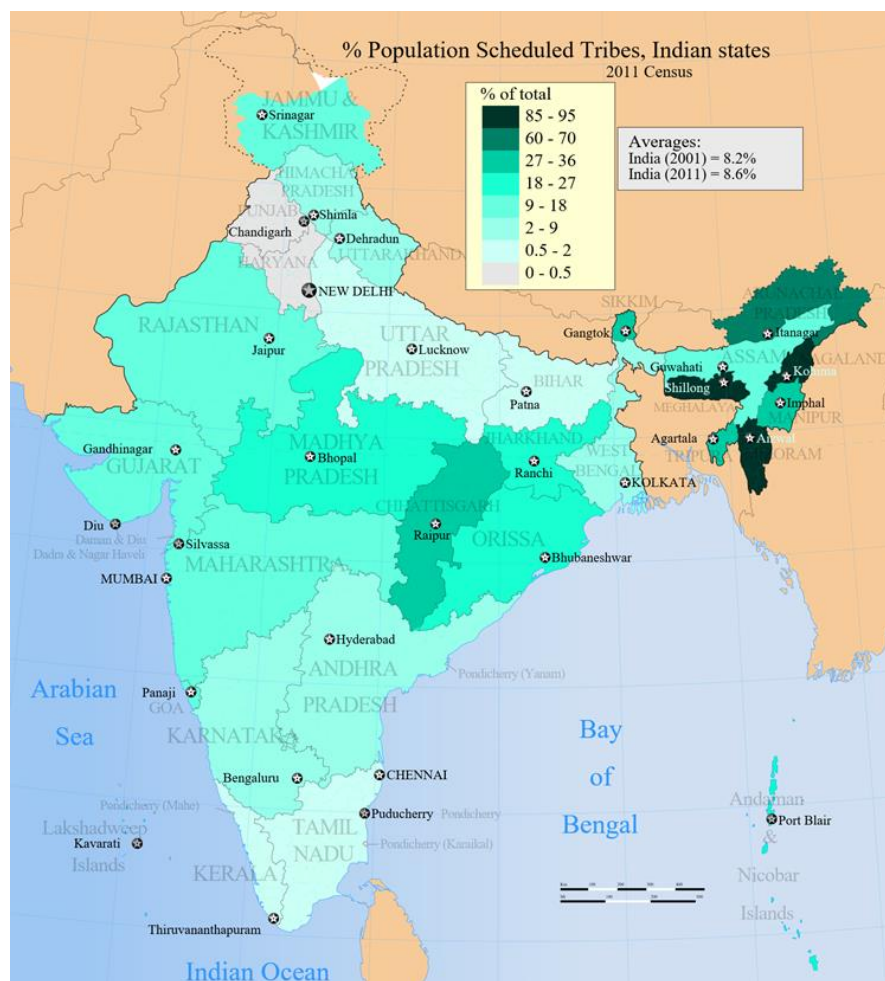 % Population Scheduled Tribes, Indian states
2011 Census
% of total
85 - 95
60 - 70
27 - 36
18 - 27
9 - 18
2 - 9
0.5 - 2
0 - 0.5
Averages:
India (2001) = 8.2%
India (2011) = 8.6%
JAMMU &
KASHMIR
Srinagar
HIMACHAL
PRADESH
PUNJAB
Shimla
Chandigarh
Dehradun
UTTARAKHAND
HARYANA
NEW DELHI
RAJASTHAN
Jaipur
UTTAR
PRADESH
Lucknow
BIHAR
Patna
SIKKIM
Gangtok
ARUNACHAL
PRADESH
Itanagar
ASSAM
NAGALAND
Guwahati
Kohima
Shillong
MEGHALAYA
Imphal
MANIPUR
Agartala
TRIPURA
Aizwal
MIZORAM
Gandhinagar
GUJARAT
MADHYA
PRADESH
Bhopal
JHARKHAND
Ranchi
WEST
BENGAL
KOLKATA
CHHATTISGARH
Raipur
ORISSA
Bhubaneshwar
Diu
Daman & Diu
Dadra & Nagar Haveli
Silvassa
MAHARASHTRA
MUMBAI
Hyderabad
ANDHRA
PRADESH
Pondicherry (Yanam)
Arabian
Sea
Panaji
GOA
KARNATAKA
Bay
of
Bengal
Bengaluru
CHENNAI
Pondicherry (Mahe)
Puducherry
Pondicherry
TAMIL
NADU
Pondicherry (Karaikal)
Lakshadweep
Islands
Kavarati
KERALA
Thiruvananthapuram
Andaman
&
Nicobar
Islands
Port Blair
Indian Ocean